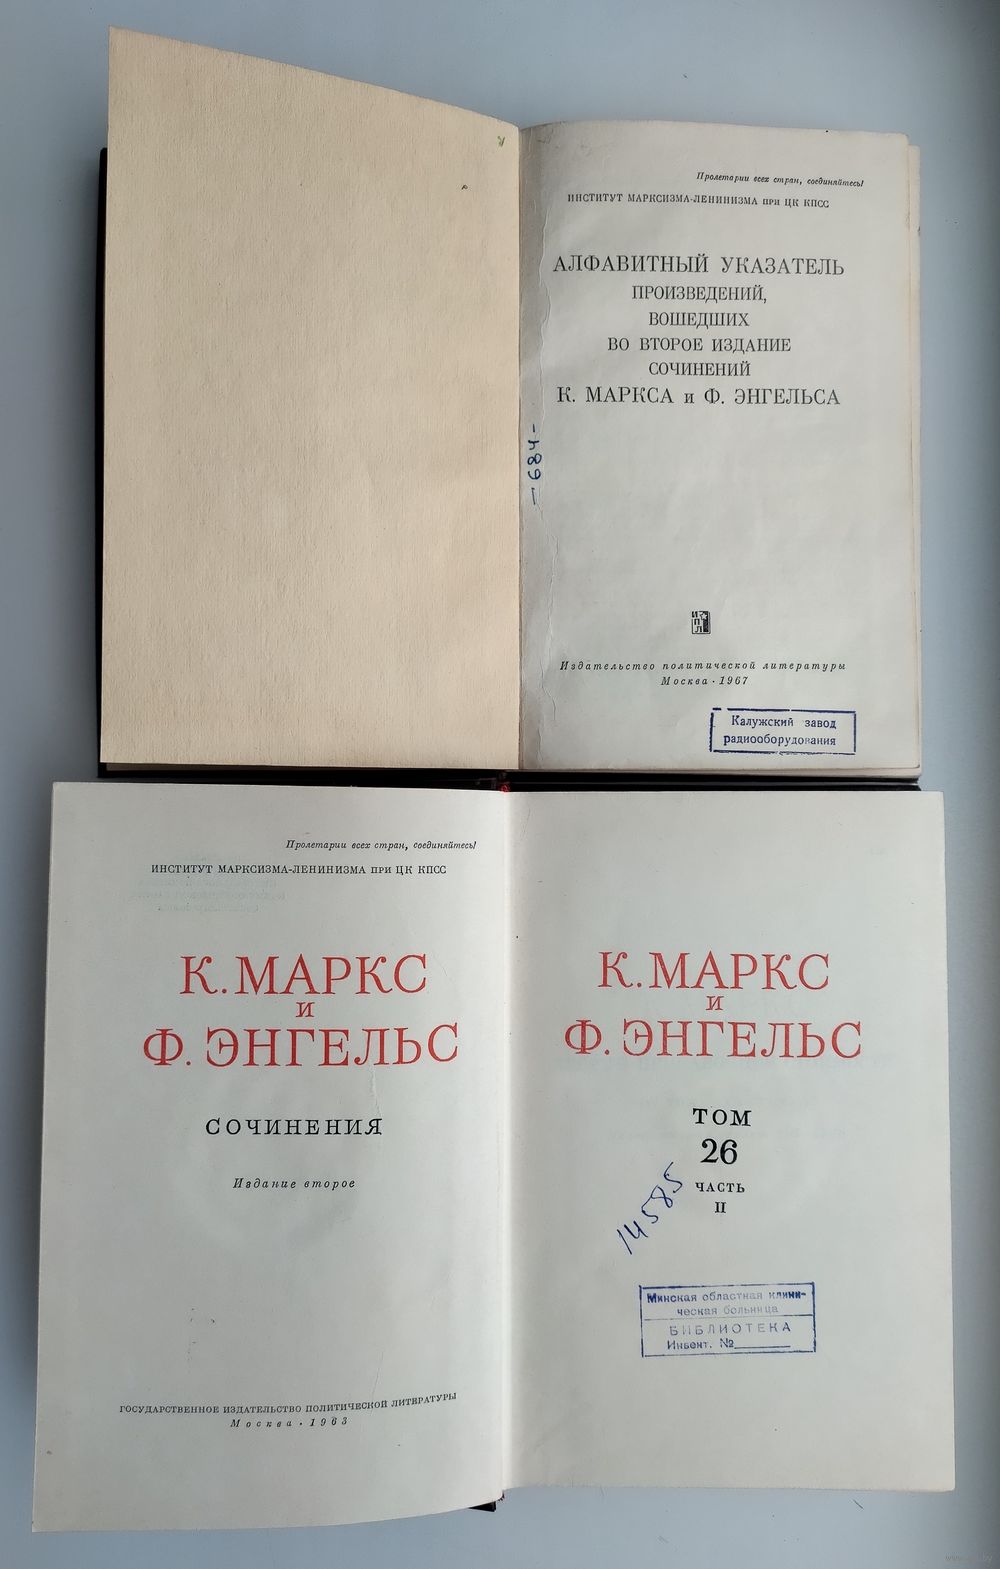 Пролетарии всех стран, соединяйтесь!
ИНСТИТУТ МАРКСИЗМА-ЛЕНИНИЗМА ПРИ ЦК КПСС
АЛФАВИТНЫЙ УКАЗАТЕЛЬ
ПРОИЗВЕДЕНИЙ,
ВОШЕДШИХ
ВО ВТОРОЕ ИЗДАНИЕ
СОЧИНЕНИЙ
К. МАРКСА и Ф. ЭНГЕЛЬСА
-684-
ИПЛ
Издательство политической литературы
Москва · 1967
Калужский завод
радиооборудования
Пролетарии всех стран, соединяйтесь!
ИНСТИТУТ МАРКСИЗМА-ЛЕНИНИЗМА ПРИ ЦК КПСС
К. МАРКС
И
Ф. ЭНГЕЛЬС
СОЧИНЕНИЯ
Издание второе
ГОСУДАРСТВЕННОЕ ИЗДАТЕЛЬСТВО ПОЛИТИЧЕСКОЙ ЛИТЕРАТУРЫ
Москва · 1963
К. МАРКС
И
Ф. ЭНГЕЛЬС
ТОМ
26
ЧАСТЬ
II
14585
Минская областная клини-
ческая больница
БИБЛИОТЕКА
Инвент. №